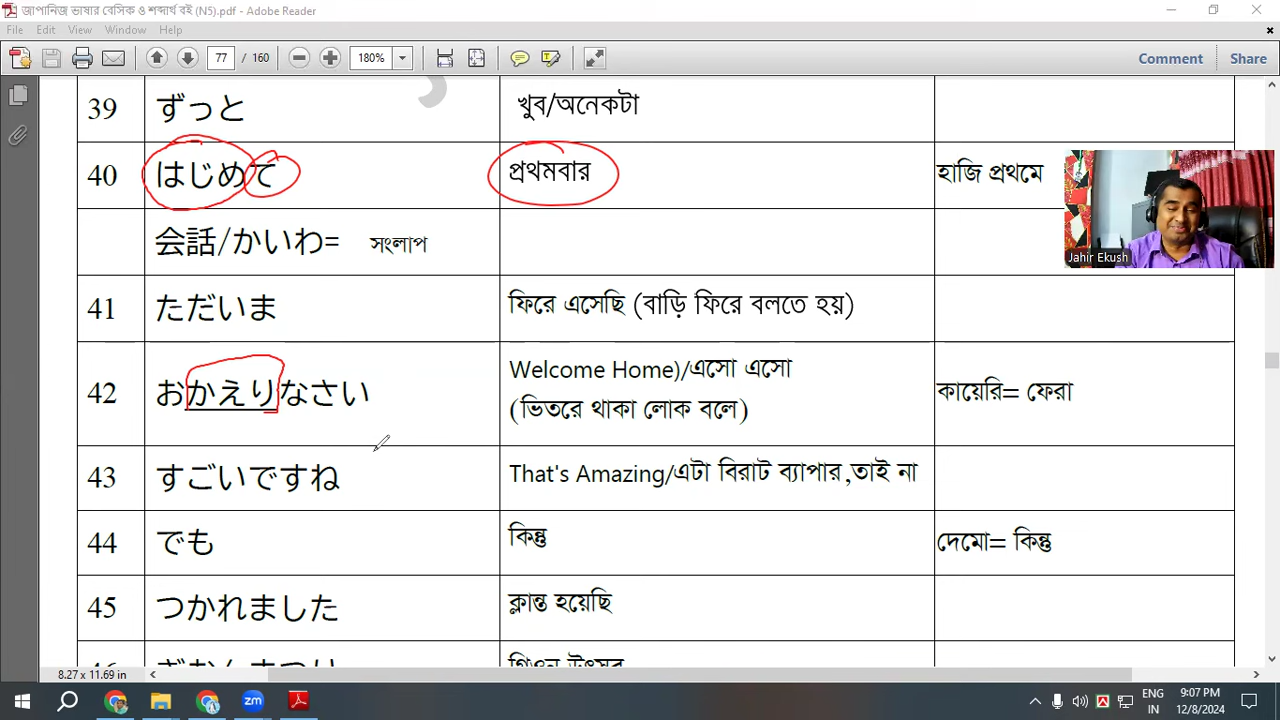 জাপানিজ ভাষার বেসিক ও শব্দার্থ বই (N5).pdf - Adobe Reader
File Edit View Window Help
77 / 160 180% Comment Share
39 ずっと খুব/অনেকটা
40 はじめて প্রথমবার হাজি প্রথমে
会話/かいわ= সংলাপ
Jahir Ekush
41 ただいま ফিরে এসেছি (বাড়ি ফিরে বলতে হয়)
42 おかえりなさい Welcome Home)/এসো এসো
(ভিতরে থাকা লোক বলে) কায়েরি= ফেরা
43 すごいですね That's Amazing/এটা বিরাট ব্যাপার,তাই না
44 でも কিন্তু দেমো= কিন্তু
45 つかれました ক্লান্ত হয়েছি
8.27 x 11.69 in
zm ENG 9:07 PM
IN 12/8/2024